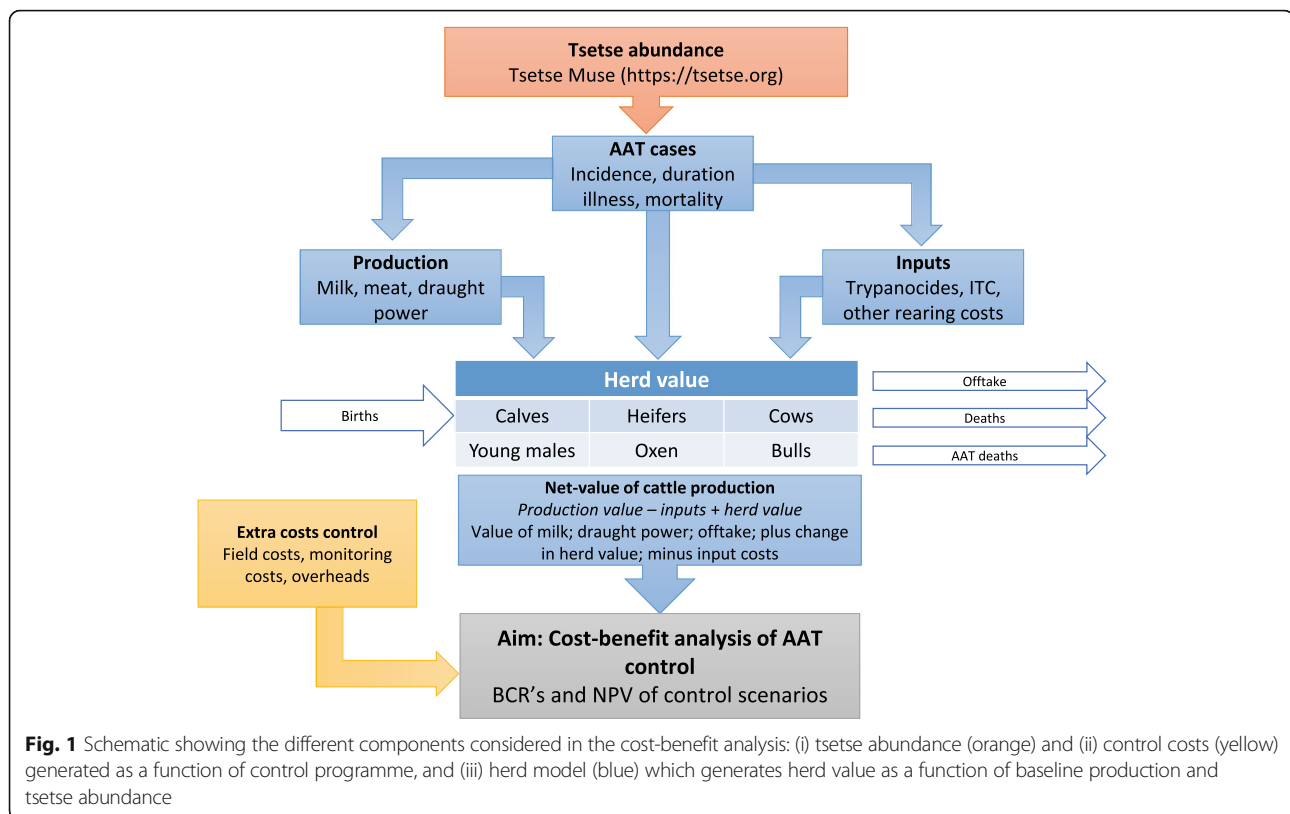 Tsetse abundance
Tsetse Muse (https://tsetse.org)
AAT cases
Incidence, duration
illness, mortality
Production
Milk, meat, draught
power
Inputs
Trypanocides, ITC,
other rearing costs
Herd value
Births
Calves
Heifers
Cows
Young males
Oxen
Bulls
Offtake
Deaths
AAT deaths
Net-value of cattle production
Production value – inputs + herd value
Value of milk; draught power; offtake; plus change
in herd value; minus input costs
Extra costs control
Field costs, monitoring
costs, overheads
Aim: Cost-benefit analysis of AAT
control
BCR's and NPV of control scenarios
Fig. 1 Schematic showing the different components considered in the cost-benefit analysis: (i) tsetse abundance (orange) and (ii) control costs (yellow)
generated as a function of control programme, and (iii) herd model (blue) which generates herd value as a function of baseline production and
tsetse abundance